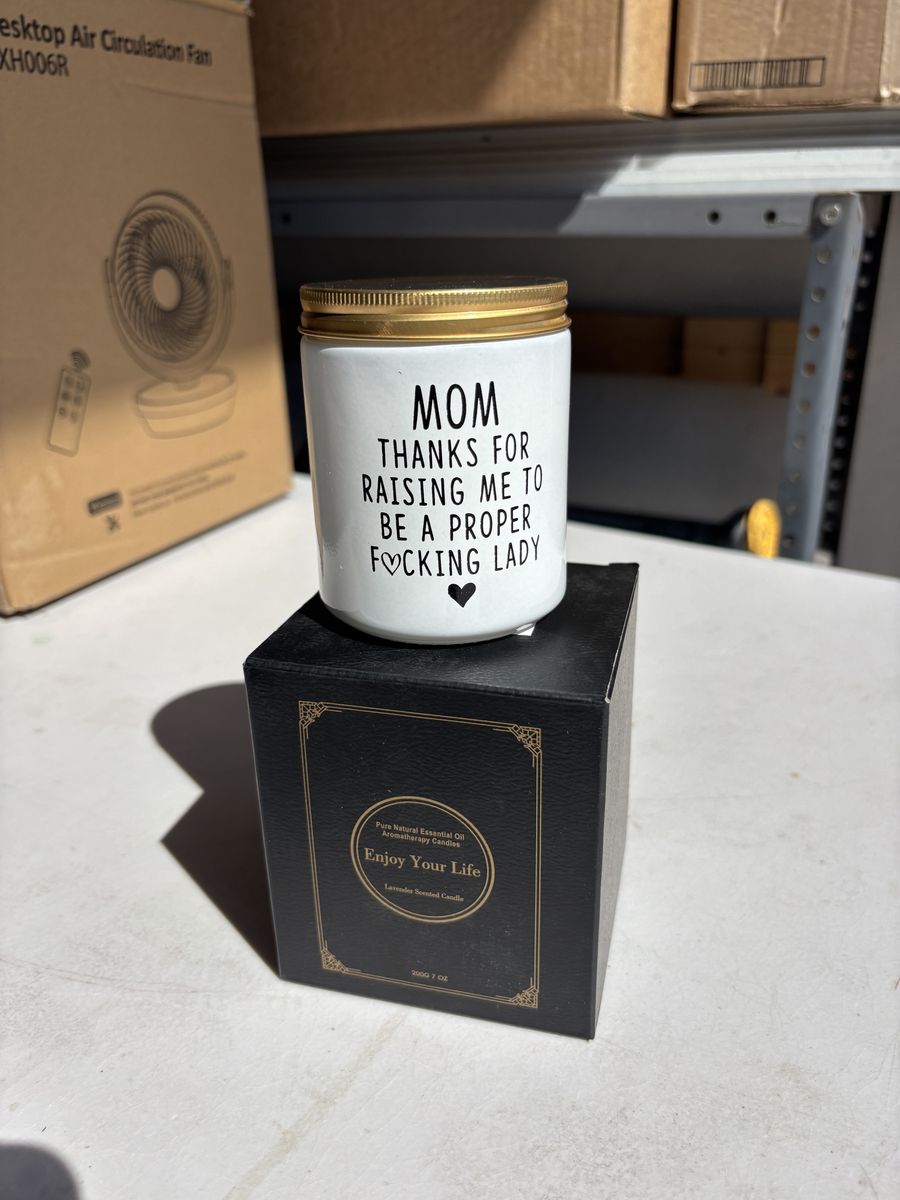 esktop Air Circulation Fan
XH006R
MOM
THANKS FOR
RAISING ME TO
BE A PROPER
F♡CKING LADY
♥
Pure Natural Essential Oil
Aromatherapy Candles
Enjoy Your Life
Lavender Scented Candle
200G 7 OZ